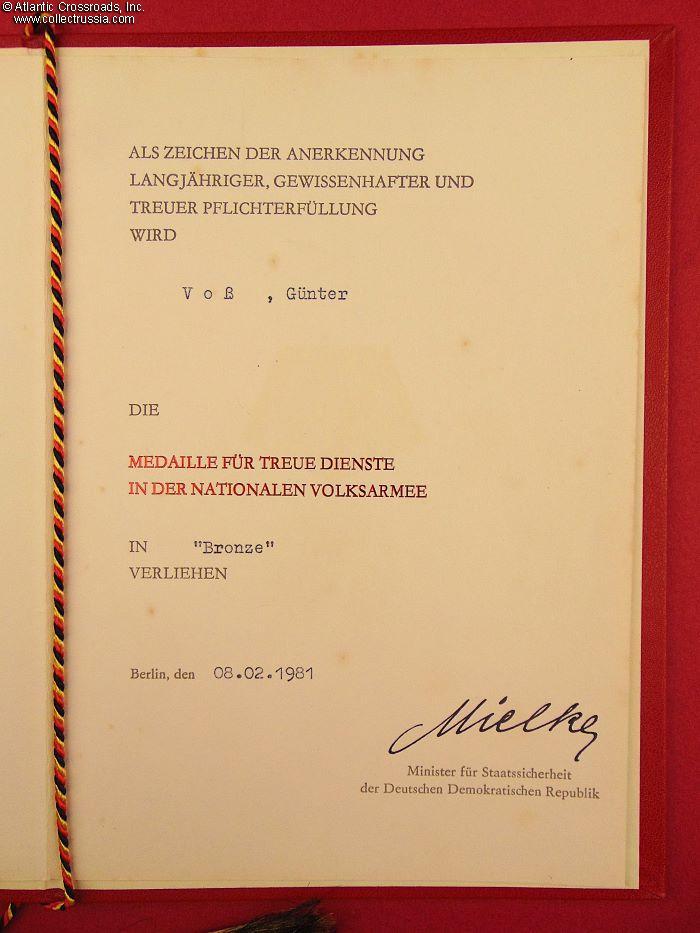 © Atlantic Crossroads, Inc.
www.collectrussia.com
ALS ZEICHEN DER ANERKENNUNG
LANGJÄHRIGER, GEWISSENHAFTER UND
TREUER PFLICHTERFÜLLUNG
WIRD
V o ß , Günter
DIE
MEDAILLE FÜR TREUE DIENSTE
IN DER NATIONALEN VOLKSARMEE
IN "Bronze"
VERLIEHEN
Berlin, den 08.02.1981
Mielke
Minister für Staatssicherheit
der Deutschen Demokratischen Republik